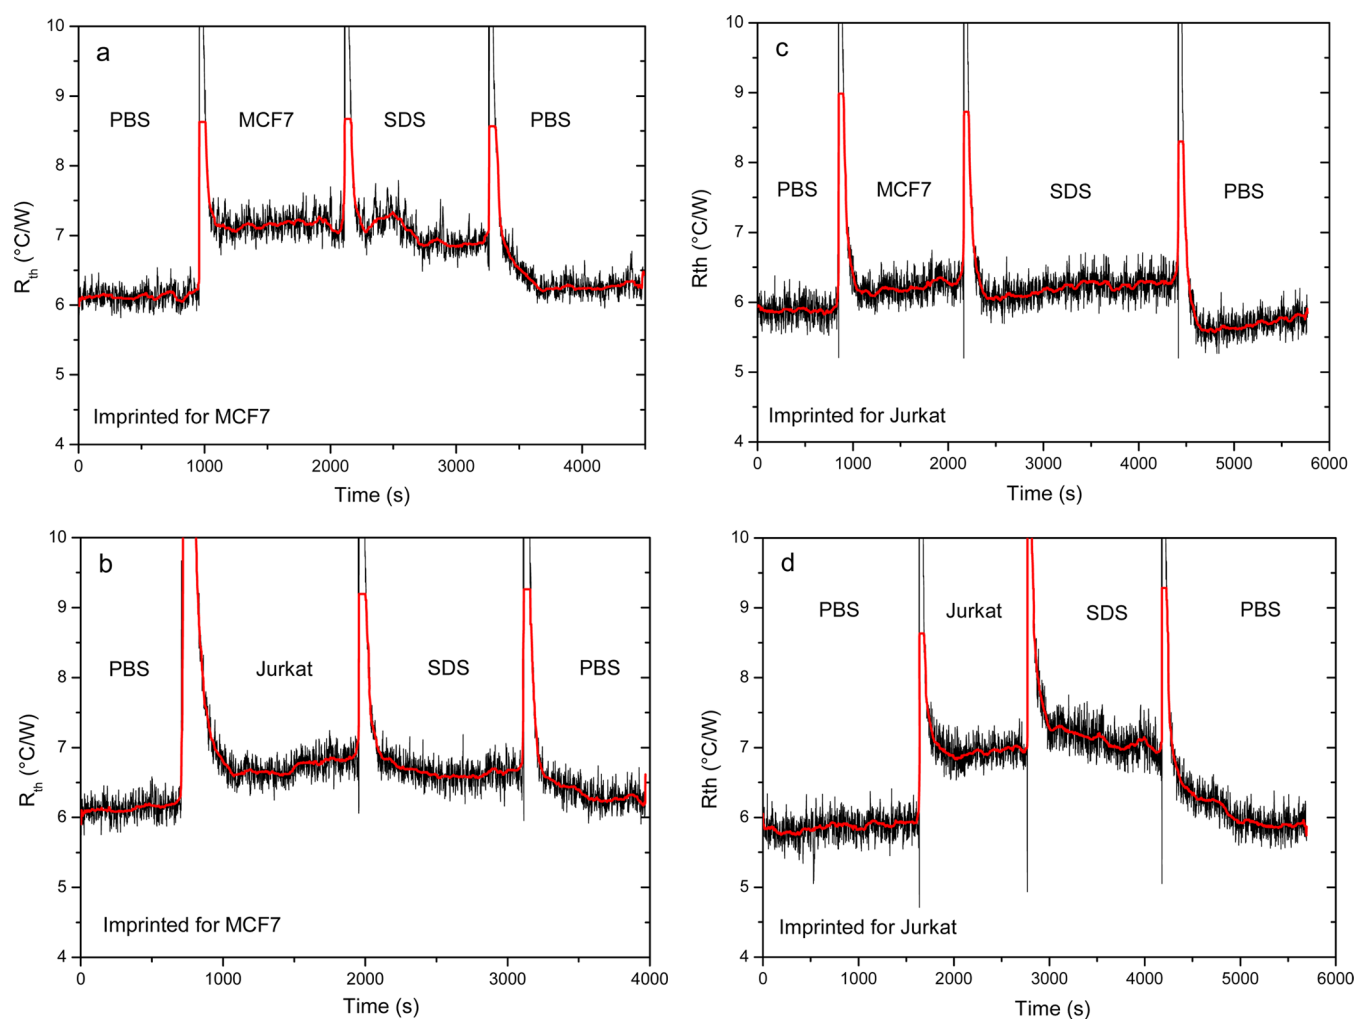 a
PBS MCF7 SDS PBS
Imprinted for MCF7
R_th (°C/W)
10
9
8
7
6
5
4
0 1000 2000 3000 4000
Time (s)
c
PBS MCF7 SDS PBS
Imprinted for Jurkat
Rth (°C/W)
10
9
8
7
6
5
4
0 1000 2000 3000 4000 5000 6000
Time (s)
b
PBS Jurkat SDS PBS
Imprinted for MCF7
R_th (°C/W)
10
9
8
7
6
5
4
0 1000 2000 3000 4000
Time (s)
d
PBS Jurkat SDS PBS
Imprinted for Jurkat
Rth (°C/W)
10
9
8
7
6
5
4
0 1000 2000 3000 4000 5000 6000
Time (s)